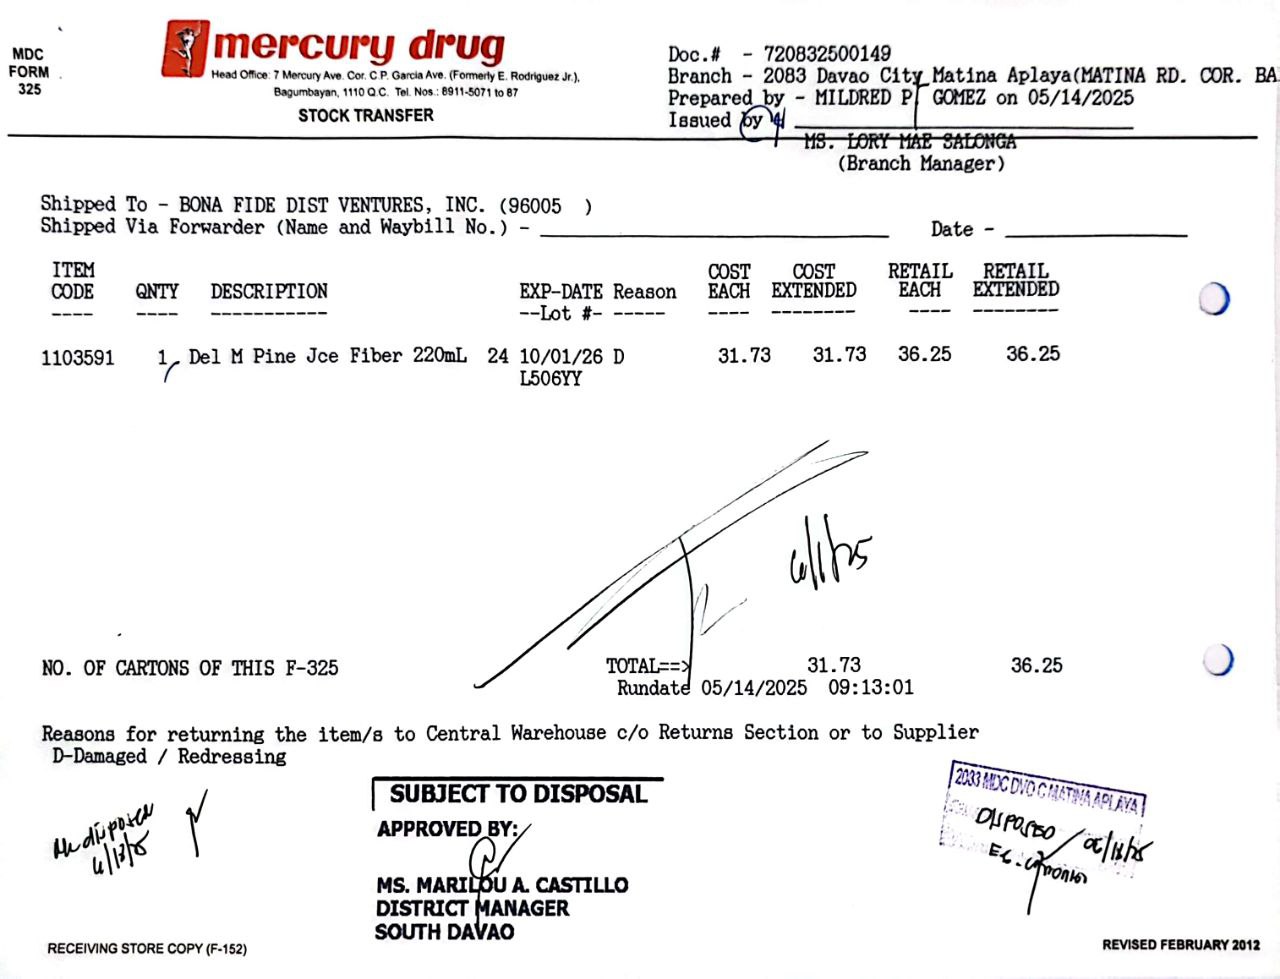 MDC
FORM
325
mercury drug
Head Office: 7 Mercury Ave. Cor. C.P. Garcia Ave. (Formerly E. Rodriguez Jr.).
Bagumbayan, 1110 Q.C. Tel. Nos.: 8911-5071 to 87
STOCK TRANSFER
Doc.# - 720832500149
Branch - 2083 Davao City Matina Aplaya(MATINA RD. COR. BA
Prepared by - MILDRED P GOMEZ on 05/14/2025
Issued by
MS. LORY MAE SALONGA
(Branch Manager)
Shipped To - BONA FIDE DIST VENTURES, INC. (96005 )
Shipped Via Forwarder (Name and Waybill No.) - Date -
ITEM CODE QNTY DESCRIPTION EXP-DATE Reason COST EACH COST EXTENDED RETAIL EACH RETAIL EXTENDED
---- ---- ----------- --Lot #- ----- ---- -------- ---- --------
1103591 1 Del M Pine Jce Fiber 220mL 24 10/01/26 D 31.73 31.73 36.25 36.25
L506YY
6/1/25
NO. OF CARTONS OF THIS F-325 TOTAL==> 31.73 36.25
Rundate 05/14/2025 09:13:01
Reasons for returning the item/s to Central Warehouse c/o Returns Section or to Supplier
D-Damaged / Redressing
disposed
6/13/25
SUBJECT TO DISPOSAL
APPROVED BY:
MS. MARILOU A. CASTILLO
DISTRICT MANAGER
SOUTH DAVAO
2083 MDC DVO C MATINA APLAYA
DISPOSED / 06/13/25
RECEIVING STORE COPY (F-152)
REVISED FEBRUARY 2012